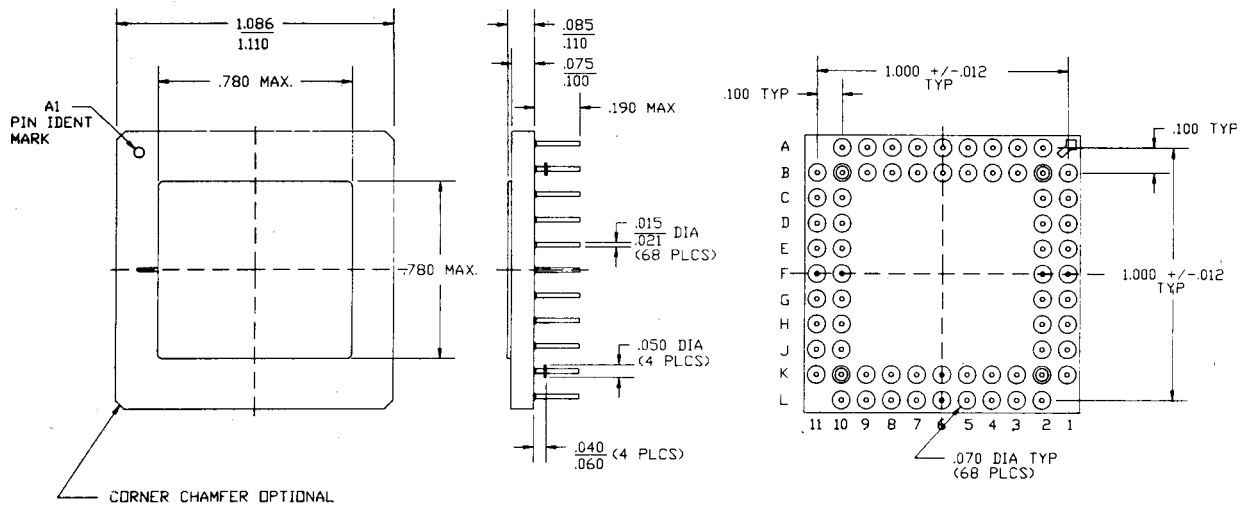 1.086
1.110
.780 MAX.
A1
PIN IDENT
MARK
.780 MAX.
CORNER CHAMFER OPTIONAL
.085
.110
.075
.100
.190 MAX
.015
.021 DIA
(68 PLCS)
.050 DIA
(4 PLCS)
.040
.060 (4 PLCS)
1.000 +/-.012
TYP
.100 TYP
.100 TYP
1.000 +/-.012
TYP
A
B
C
D
E
F
G
H
J
K
L
11 10 9 8 7 6 5 4 3 2 1
.070 DIA TYP
(68 PLCS)